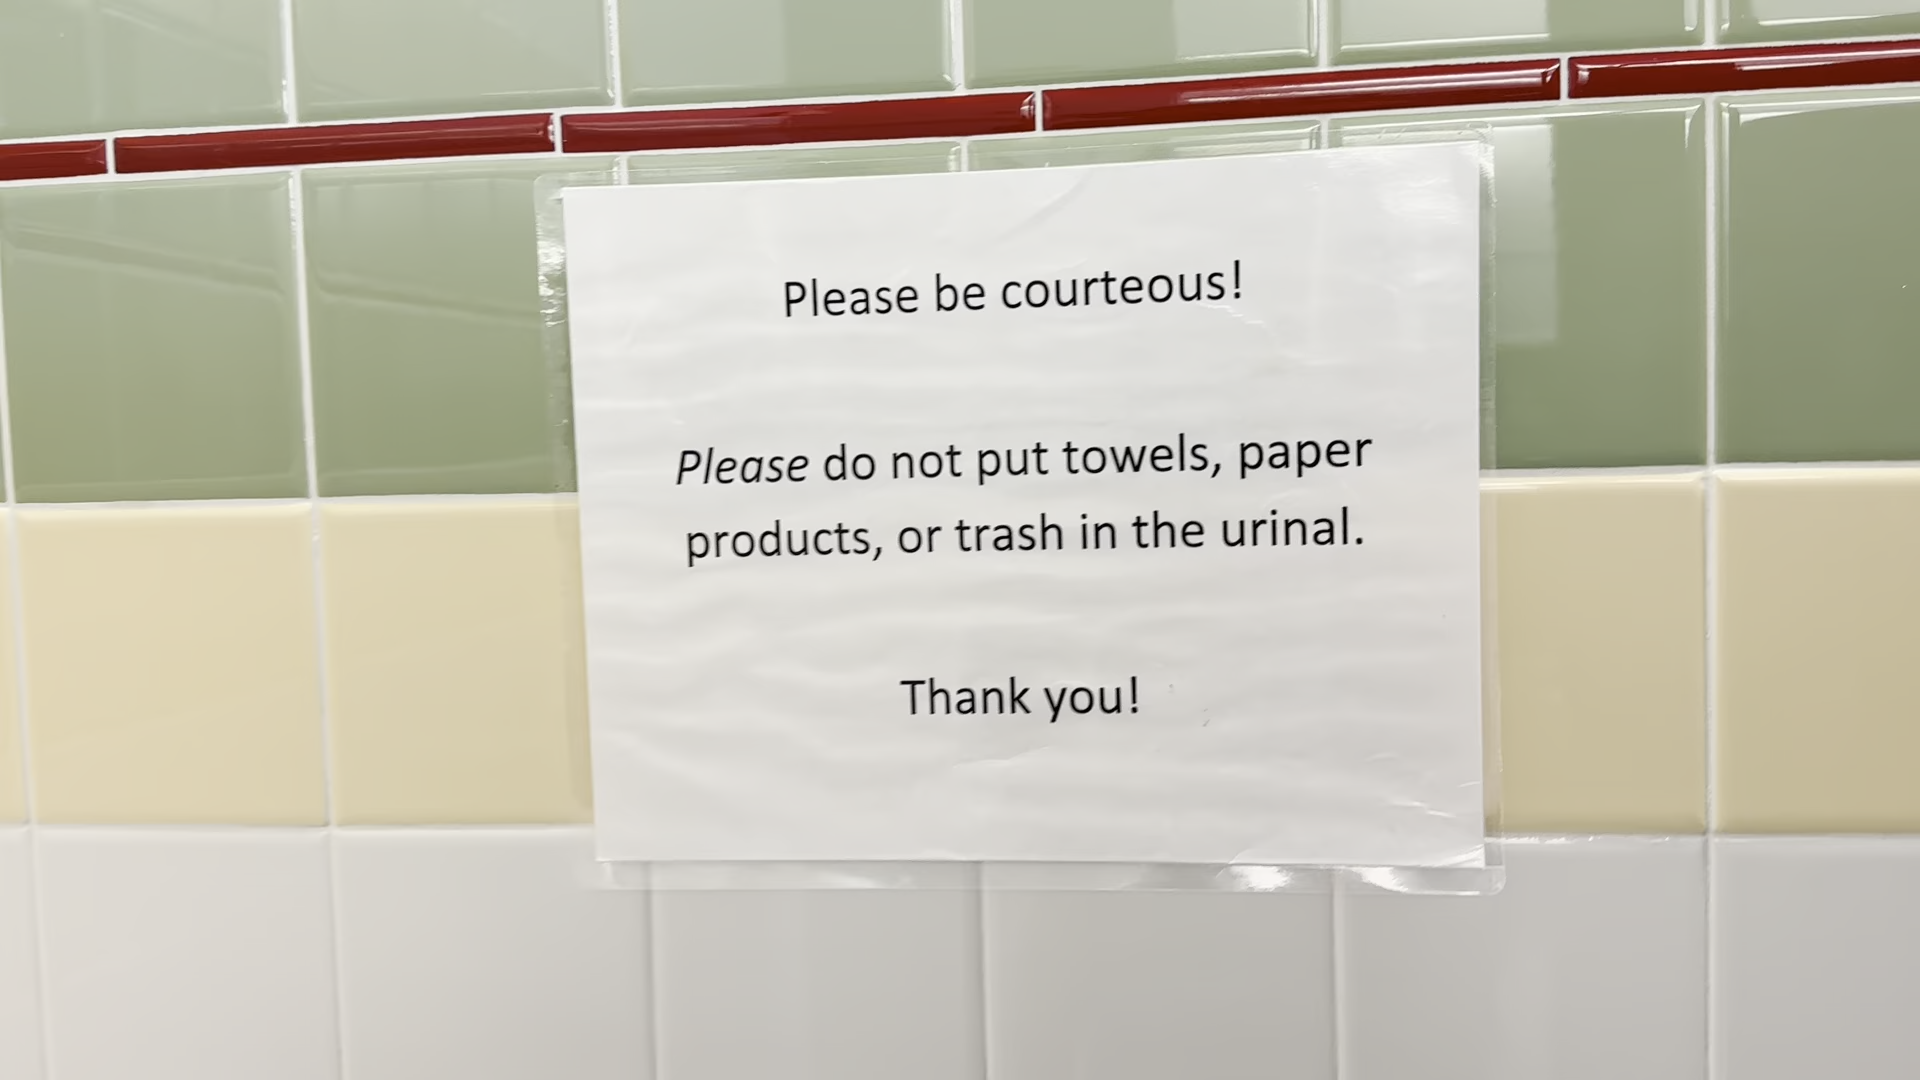 Please be courteous!
Please do not put towels, paper
products, or trash in the urinal.
Thank you!